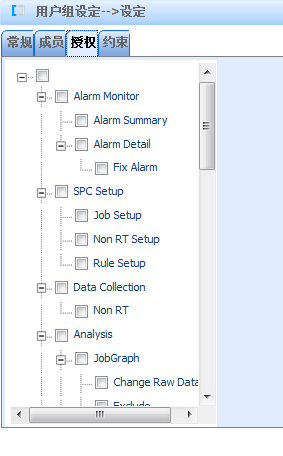 用户组设定-->设定
常规 成员 授权 约束
Alarm Monitor
Alarm Summary
Alarm Detail
Fix Alarm
SPC Setup
Job Setup
Non RT Setup
Rule Setup
Data Collection
Non RT
Analysis
JobGraph
Change Raw Data
Exclude